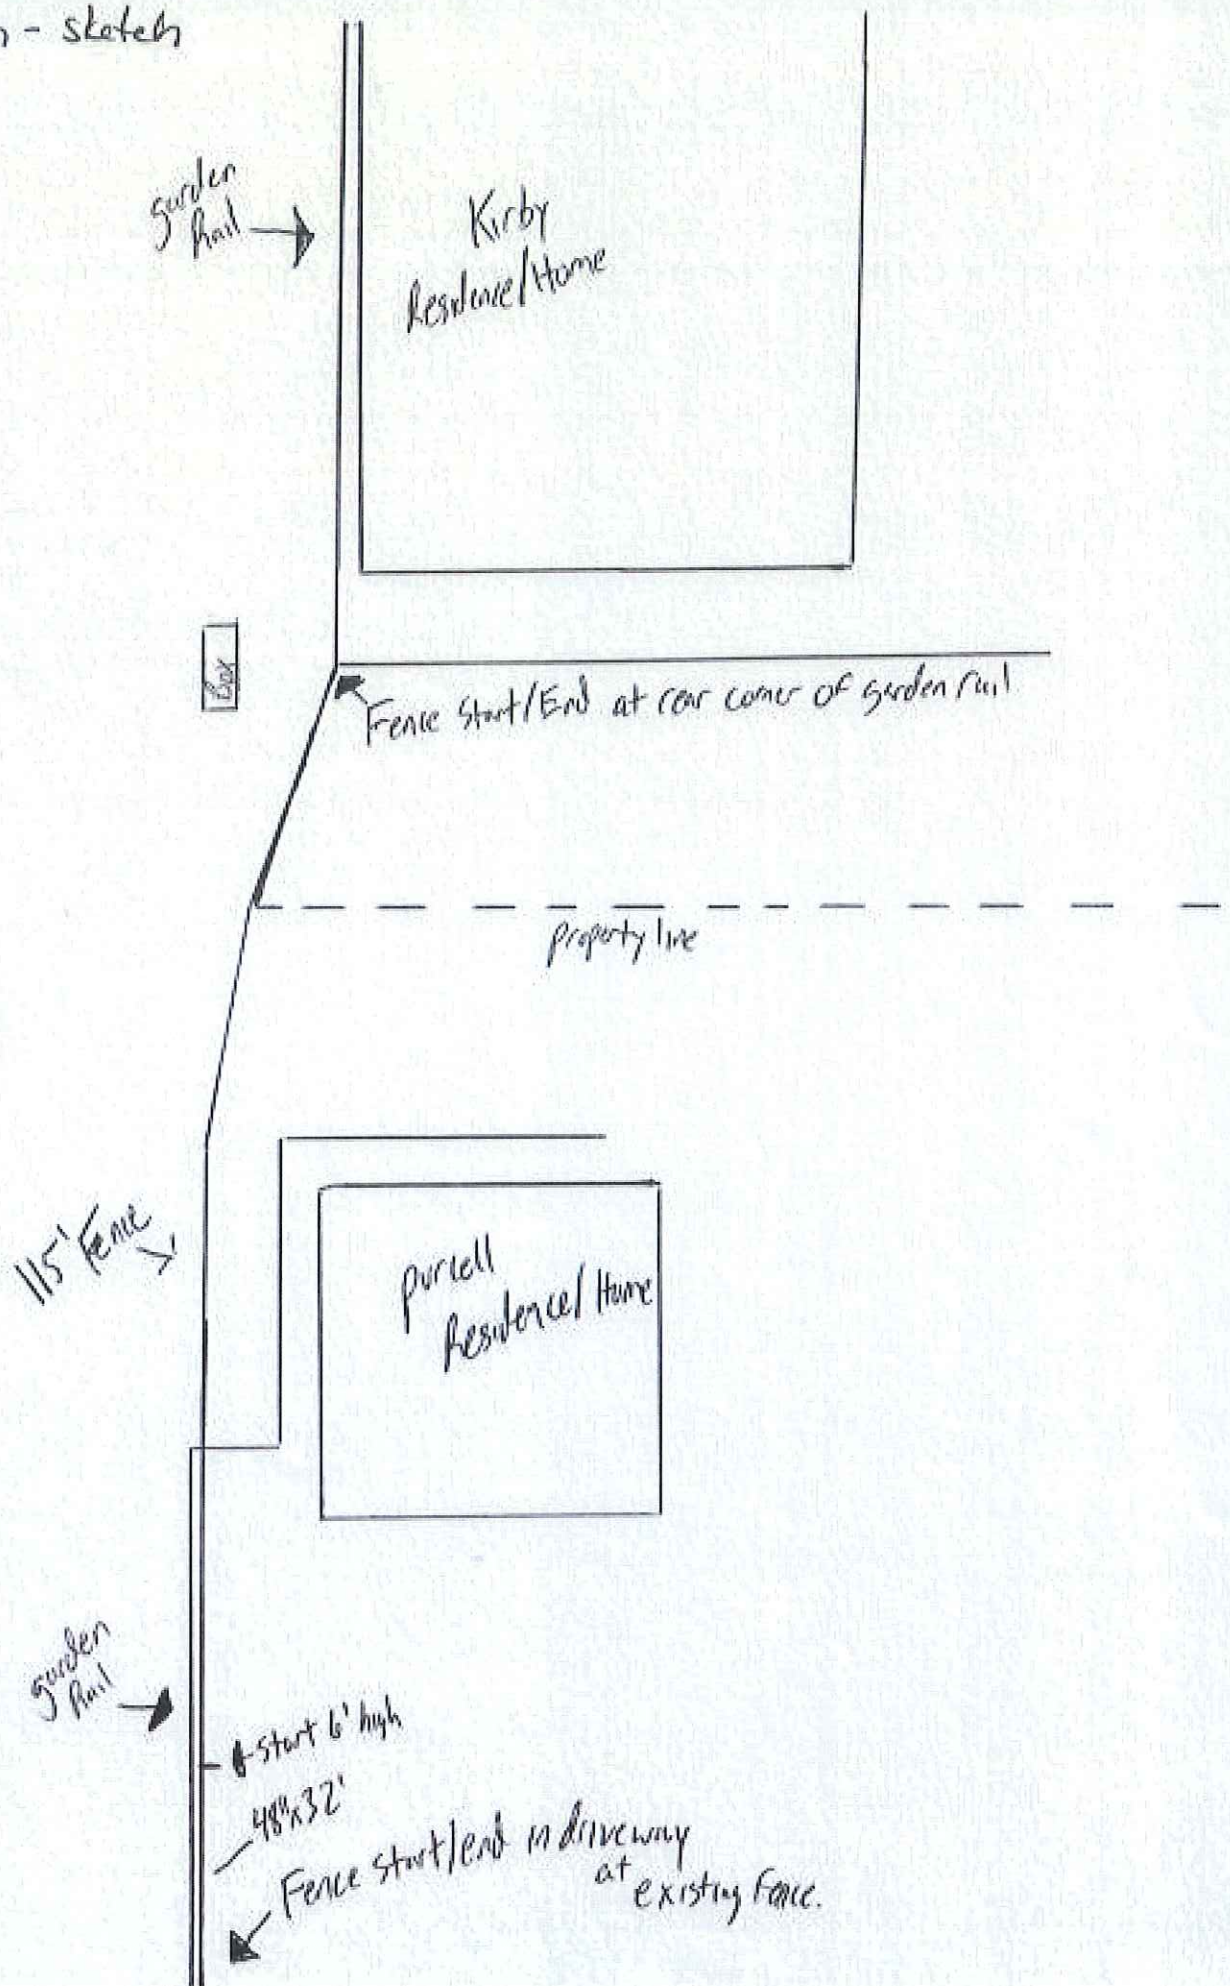 - sketch
garden
Rail
Kirby
Residence/Home
Box
Fence Start/End at rear corner of garden rail
property line
115' Fence
purcell
Residence/Home
garden
Rail
start 6' high
48"x32'
Fence start/end in driveway
at
existing fence.